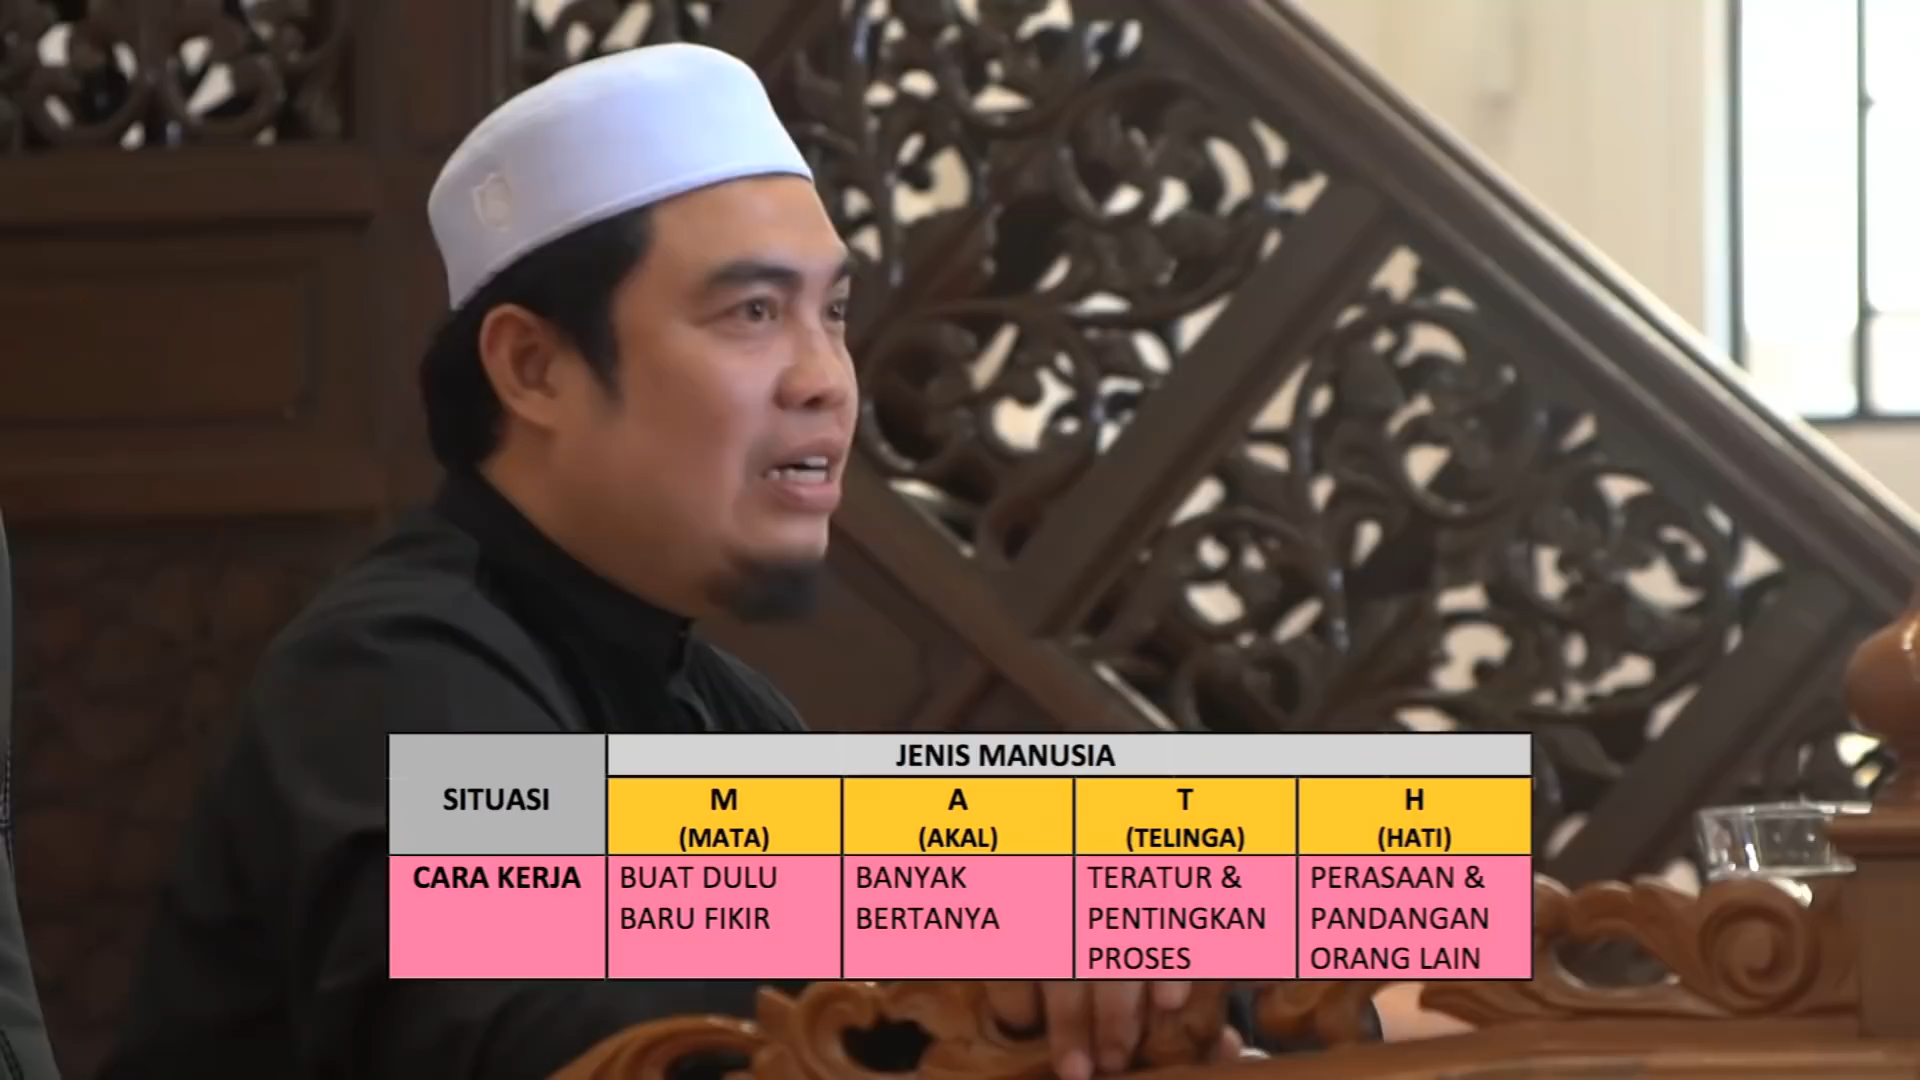 SITUASI
JENIS MANUSIA
M
(MATA)
A
(AKAL)
T
(TELINGA)
H
(HATI)
CARA KERJA
BUAT DULU
BARU FIKIR
BANYAK
BERTANYA
TERATUR &
PENTINGKAN
PROSES
PERASAAN &
PANDANGAN
ORANG LAIN